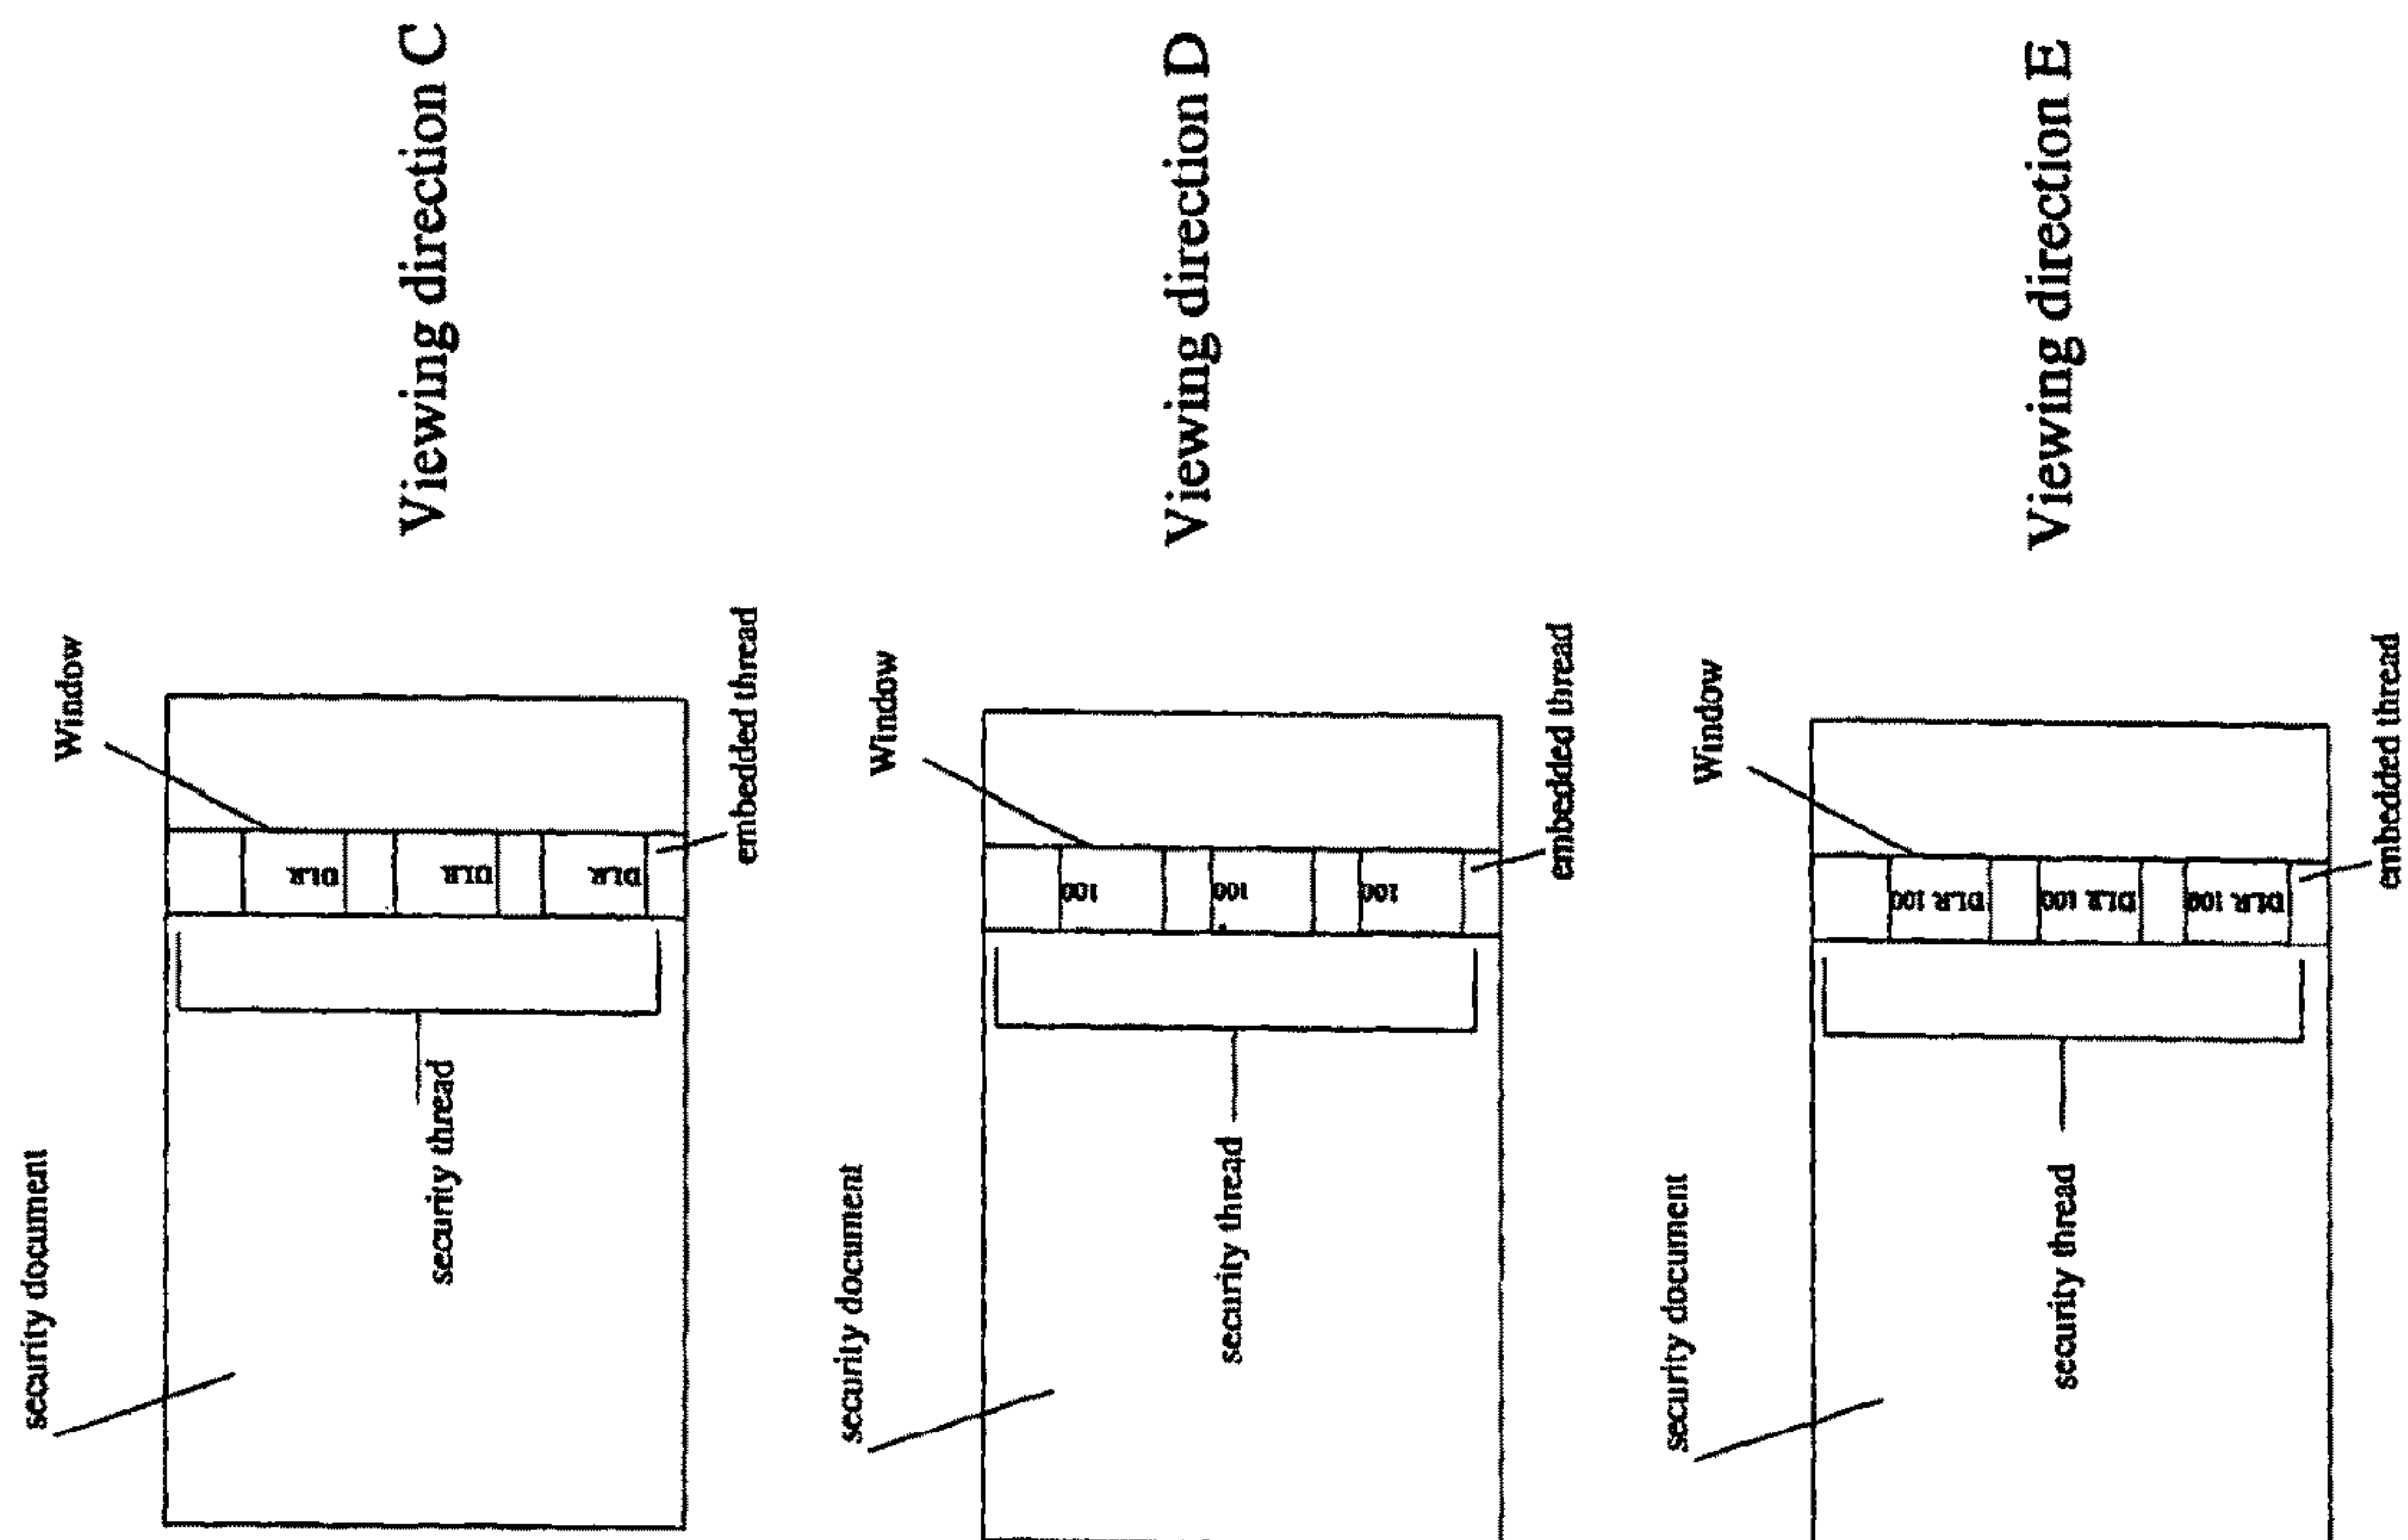 Viewing direction C
Window
embedded thread
DLR
DLR
DLR
security thread
security document
Viewing direction D
Window
embedded thread
100
100
100
security thread
security document
Viewing direction E
Window
embedded thread
DLR 100
DLR 100
DLR 100
security thread
security document